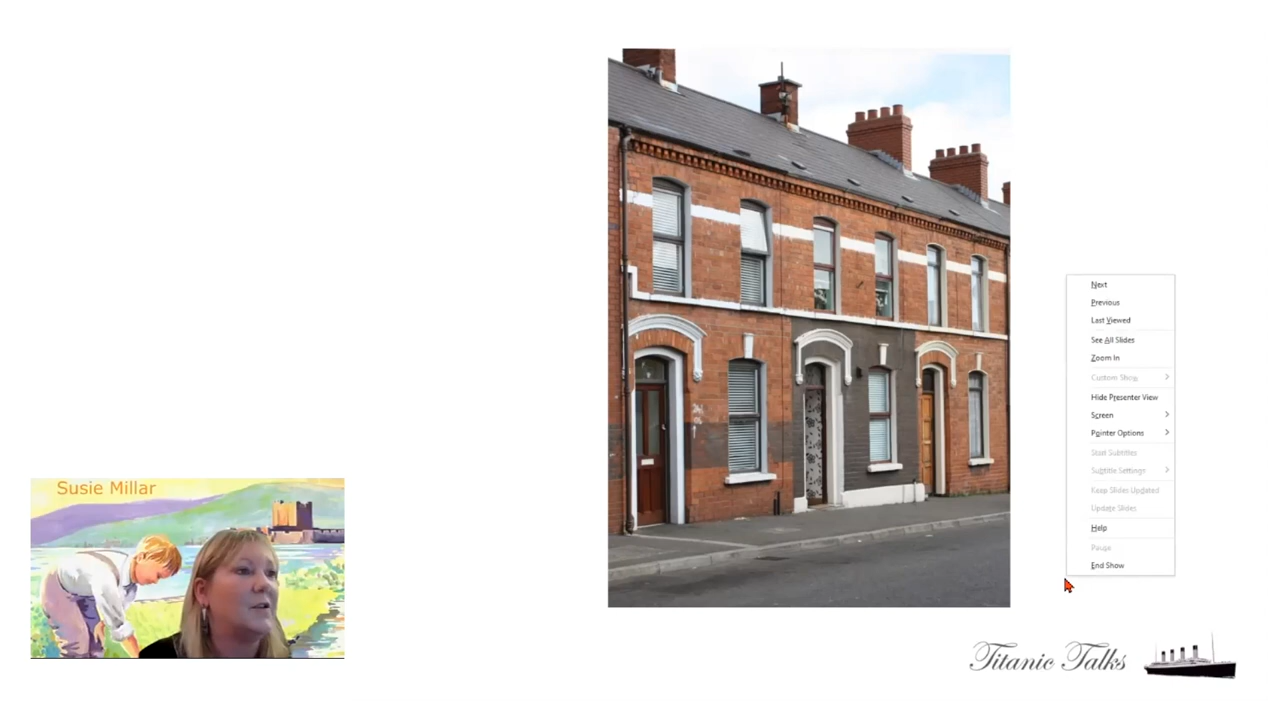 Susie Millar
Next
Previous
Last Viewed
See All Slides
Zoom In
Custom Show
Hide Presenter View
Screen
Pointer Options
Start Subtitles
Subtitle Settings
Keep Slides Updated
Update Slides
Help
Pause
End Show
Titanic Talks